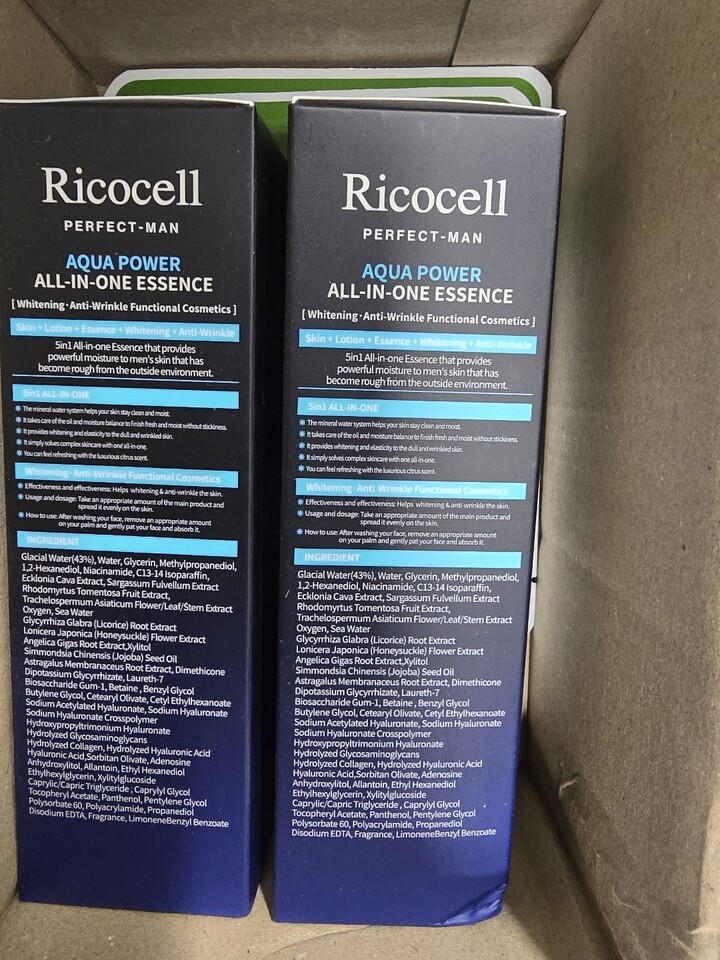 Ricocell
PERFECT-MAN
AQUA POWER
ALL-IN-ONE ESSENCE
[ Whitening·Anti-Wrinkle Functional Cosmetics ]
Skin + Lotion + Essence + Whitening + Anti-Wrinkle
5in1 All-in-one Essence that provides
powerful moisture to men's skin that has
become rough from the outside environment.
5in1 ALL-IN-ONE
The mineral water system helps your skin stay clean and moist.
It takes care of the oil and moisture balance to finish fresh and moist without stickiness.
It provides whitening and elasticity to the dull and wrinkled skin.
It simply solves complex skincare with one all-in-one.
You can feel refreshing with the luxurious citrus scent.
Whitening·Anti-Wrinkle Functional Cosmetics
Effectiveness and effectiveness: Helps whitening & anti-wrinkle the skin.
Usage and dosage: Take an appropriate amount of the main product and
spread it evenly on the skin.
How to use: After washing your face, remove an appropriate amount
on your palm and gently pat your face and absorb it.
INGREDIENT
Glacial Water(43%), Water, Glycerin, Methylpropanediol,
1,2-Hexanediol, Niacinamide, C13-14 Isoparaffin,
Ecklonia Cava Extract, Sargassum Fulvellum Extract
Rhodomyrtus Tomentosa Fruit Extract,
Trachelospermum Asiaticum Flower/Leaf/Stem Extract
Oxygen, Sea Water
Glycyrrhiza Glabra (Licorice) Root Extract
Lonicera Japonica (Honeysuckle) Flower Extract
Angelica Gigas Root Extract,Xylitol
Simmondsia Chinensis (Jojoba) Seed Oil
Astragalus Membranaceus Root Extract, Dimethicone
Dipotassium Glycyrrhizate, Laureth-7
Biosaccharide Gum-1, Betaine , Benzyl Glycol
Butylene Glycol, Cetearyl Olivate, Cetyl Ethylhexanoate
Sodium Acetylated Hyaluronate, Sodium Hyaluronate
Sodium Hyaluronate Crosspolymer
Hydroxypropyltrimonium Hyaluronate
Hydrolyzed Glycosaminoglycans
Hydrolyzed Collagen, Hydrolyzed Hyaluronic Acid
Hyaluronic Acid,Sorbitan Olivate, Adenosine
Anhydroxylitol, Allantoin, Ethyl Hexanediol
Ethylhexylglycerin, Xylitylglucoside
Caprylic/Capric Triglyceride , Caprylyl Glycol
Tocopheryl Acetate, Panthenol, Pentylene Glycol
Polysorbate 60, Polyacrylamide, Propanediol
Disodium EDTA, Fragrance, LimoneneBenzyl Benzoate
Ricocell
PERFECT-MAN
AQUA POWER
ALL-IN-ONE ESSENCE
[ Whitening·Anti-Wrinkle Functional Cosmetics ]
Skin + Lotion + Essence + Whitening + Anti-Wrinkle
5in1 All-in-one Essence that provides
powerful moisture to men's skin that has
become rough from the outside environment.
5in1 ALL-IN-ONE
The mineral water system helps your skin stay clean and moist.
It takes care of the oil and moisture balance to finish fresh and moist without stickiness.
It provides whitening and elasticity to the dull and wrinkled skin.
It simply solves complex skincare with one all-in-one.
You can feel refreshing with the luxurious citrus scent.
Whitening·Anti-Wrinkle Functional Cosmetics
Effectiveness and effectiveness: Helps whitening & anti-wrinkle the skin.
Usage and dosage: Take an appropriate amount of the main product and
spread it evenly on the skin.
How to use: After washing your face, remove an appropriate amount
on your palm and gently pat your face and absorb it.
INGREDIENT
Glacial Water(43%), Water, Glycerin, Methylpropanediol,
1,2-Hexanediol, Niacinamide, C13-14 Isoparaffin,
Ecklonia Cava Extract, Sargassum Fulvellum Extract
Rhodomyrtus Tomentosa Fruit Extract,
Trachelospermum Asiaticum Flower/Leaf/Stem Extract
Oxygen, Sea Water
Glycyrrhiza Glabra (Licorice) Root Extract
Lonicera Japonica (Honeysuckle) Flower Extract
Angelica Gigas Root Extract,Xylitol
Simmondsia Chinensis (Jojoba) Seed Oil
Astragalus Membranaceus Root Extract, Dimethicone
Dipotassium Glycyrrhizate, Laureth-7
Biosaccharide Gum-1, Betaine , Benzyl Glycol
Butylene Glycol, Cetearyl Olivate, Cetyl Ethylhexanoate
Sodium Acetylated Hyaluronate, Sodium Hyaluronate
Sodium Hyaluronate Crosspolymer
Hydroxypropyltrimonium Hyaluronate
Hydrolyzed Glycosaminoglycans
Hydrolyzed Collagen, Hydrolyzed Hyaluronic Acid
Hyaluronic Acid,Sorbitan Olivate, Adenosine
Anhydroxylitol, Allantoin, Ethyl Hexanediol
Ethylhexylglycerin, Xylitylglucoside
Caprylic/Capric Triglyceride , Caprylyl Glycol
Tocopheryl Acetate, Panthenol, Pentylene Glycol
Polysorbate 60, Polyacrylamide, Propanediol
Disodium EDTA, Fragrance, LimoneneBenzyl Benzoate